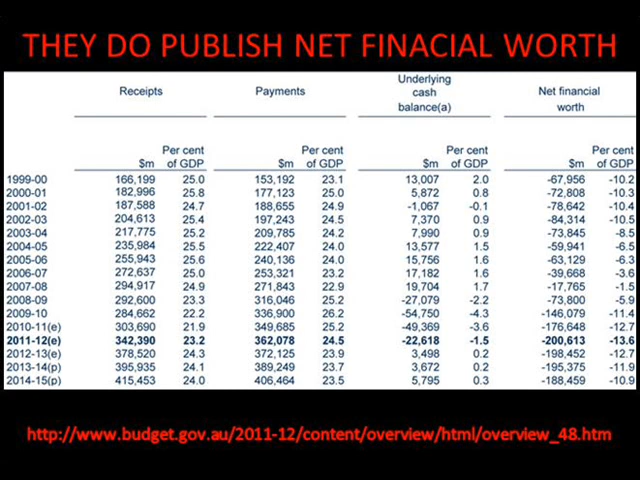 THEY DO PUBLISH NET FINACIAL WORTH
Receipts Payments Underlying cash balance(a) Net financial worth
$m Per cent of GDP $m Per cent of GDP $m Per cent of GDP $m Per cent of GDP
1999-00 166,199 25.0 153,192 23.1 13,007 2.0 -67,956 -10.2
2000-01 182,996 25.8 177,123 25.0 5,872 0.8 -72,808 -10.3
2001-02 187,588 24.7 188,655 24.9 -1,067 -0.1 -78,642 -10.4
2002-03 204,613 25.4 197,243 24.5 7,370 0.9 -84,314 -10.5
2003-04 217,775 25.2 209,785 24.2 7,990 0.9 -73,845 -8.5
2004-05 235,984 25.5 222,407 24.0 13,577 1.5 -59,941 -6.5
2005-06 255,943 25.6 240,136 24.0 15,756 1.6 -63,129 -6.3
2006-07 272,637 25.0 253,321 23.2 17,182 1.6 -39,668 -3.6
2007-08 294,917 24.9 271,843 22.9 19,704 1.7 -17,765 -1.5
2008-09 292,600 23.3 316,046 25.2 -27,079 -2.2 -73,800 -5.9
2009-10 284,662 22.2 336,900 26.2 -54,750 -4.3 -146,079 -11.4
2010-11(e) 303,690 21.9 349,685 25.2 -49,369 -3.6 -176,648 -12.7
2011-12(e) 342,390 23.2 362,078 24.5 -22,618 -1.5 -200,613 -13.6
2012-13(e) 378,520 24.3 372,125 23.9 3,498 0.2 -198,452 -12.7
2013-14(p) 395,935 24.1 389,249 23.7 3,672 0.2 -195,375 -11.9
2014-15(p) 415,453 24.0 406,464 23.5 5,795 0.3 -188,459 -10.9
http://www.budget.gov.au/2011-12/content/overview/html/overview_48.htm